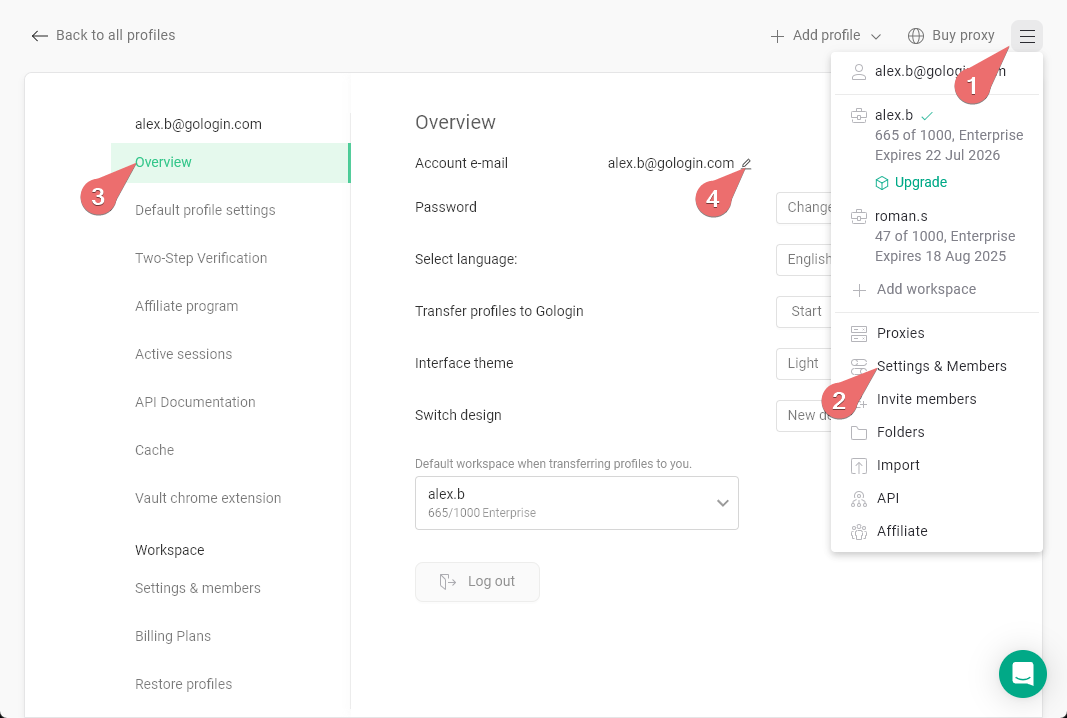 Back to all profiles
Add profile
Buy proxy
alex.b@gologin.com
Overview
Default profile settings
Two-Step Verification
Affiliate program
Active sessions
API Documentation
Cache
Vault chrome extension
Workspace
Settings & members
Billing Plans
Restore profiles
3
Overview
Account e-mail alex.b@gologin.com
4
Password Change
Select language: English
Transfer profiles to Gologin Start
Interface theme Light
Switch design New
Default workspace when transferring profiles to you.
alex.b
665/1000 Enterprise
Log out
1
alex.b
665 of 1000, Enterprise
Expires 22 Jul 2026
Upgrade
roman.s
47 of 1000, Enterprise
Expires 18 Aug 2025
Add workspace
Proxies
Settings & Members
2
Invite members
Folders
Import
API
Affiliate